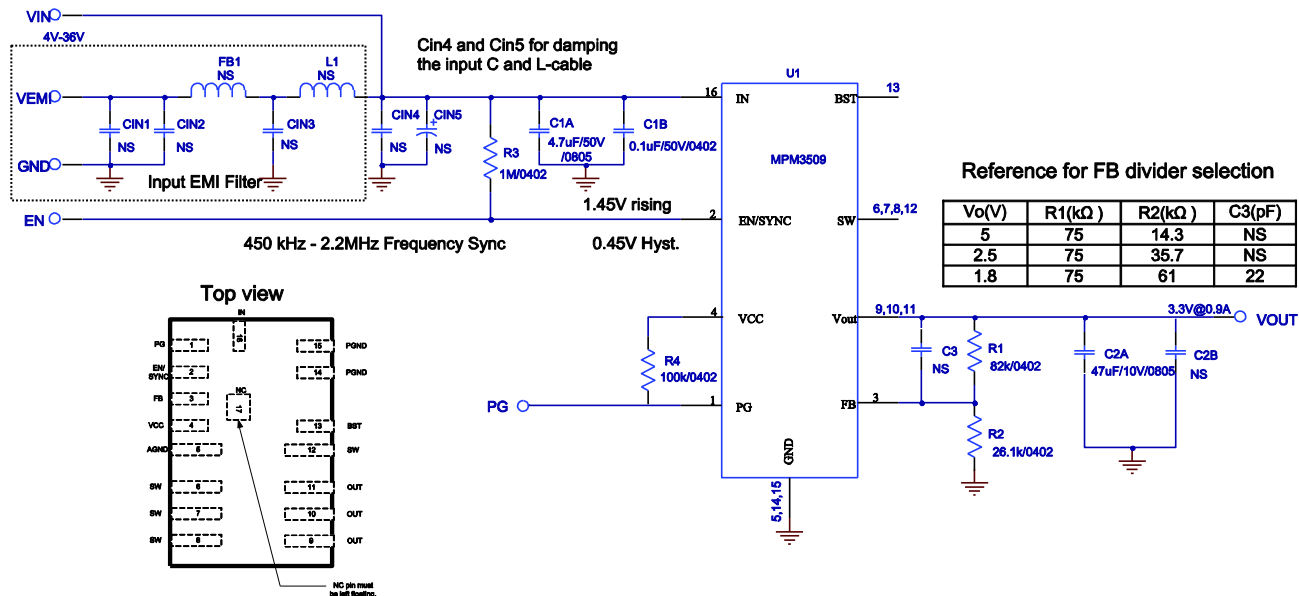 VIN
4V-36V
Cin4 and Cin5 for damping
the input C and L-cable
FB1
NS
L1
NS
VEMI
CIN1
NS
CIN2
NS
CIN3
NS
CIN4
NS
CIN5
NS
+
GND
Input EMI Filter
R3
1M/0402
C1A
4.7uF/50V
/0805
C1B
0.1uF/50V/0402
U1
MPM3509
16
IN
BST
13
EN
1.45V rising
2
EN/SYNC
SW
6,7,8,12
450 kHz - 2.2MHz Frequency Sync
0.45V Hyst.
Reference for FB divider selection
Vo(V) R1(kΩ ) R2(kΩ ) C3(pF)
5 75 14.3 NS
2.5 75 35.7 NS
1.8 75 61 22
4
VCC
Vout
9,10,11
3.3V@0.9A
VOUT
R4
100k/0402
C3
NS
R1
82k/0402
C2A
47uF/10V/0805
C2B
NS
PG
1
PG
FB
3
R2
26.1k/0402
GND
5,14,15
Top view
IN
16
PG
1
15
PGND
EN/
SYNC
2
14
PGND
FB
3
NC
17
VCC
4
13
BST
AGND
5
12
SW
SW
6
11
OUT
SW
7
10
OUT
SW
8
9
OUT
NC pin must
be left floating.